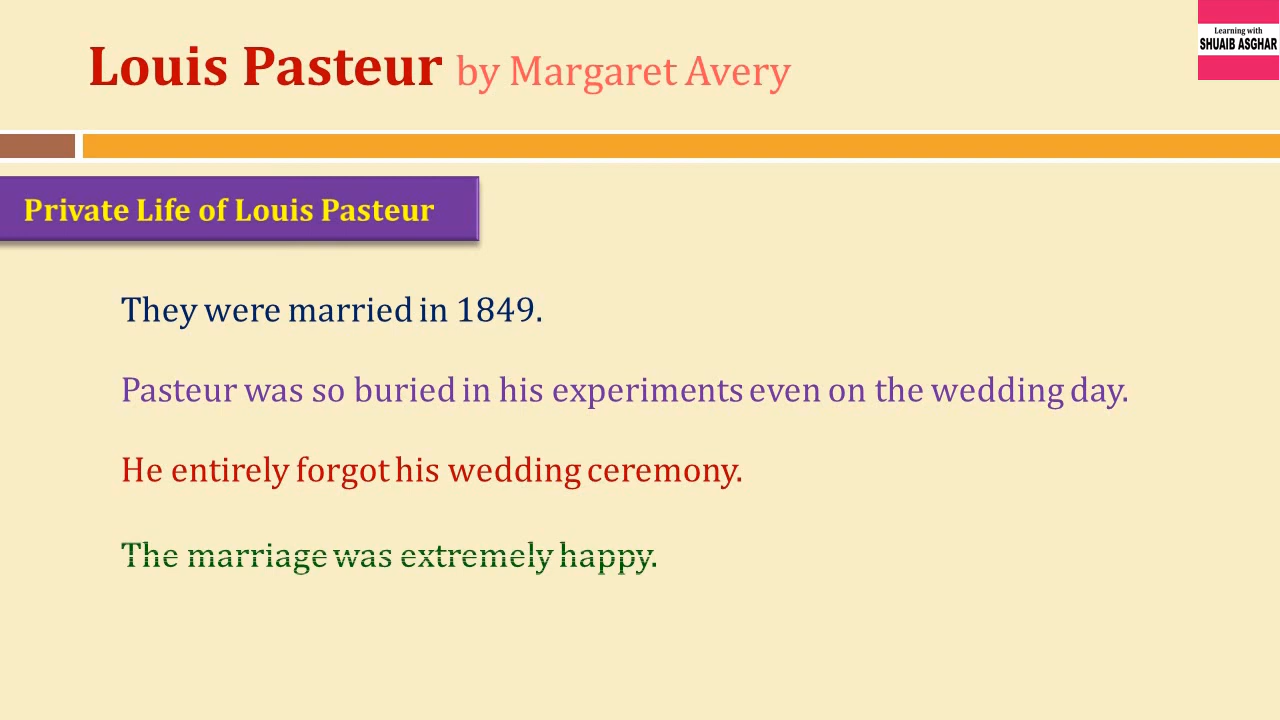 Louis Pasteur by Margaret Avery
Learning with
SHUAIB ASGHAR
Private Life of Louis Pasteur
They were married in 1849.
Pasteur was so buried in his experiments even on the wedding day.
He entirely forgot his wedding ceremony.
The marriage was extremely happy.